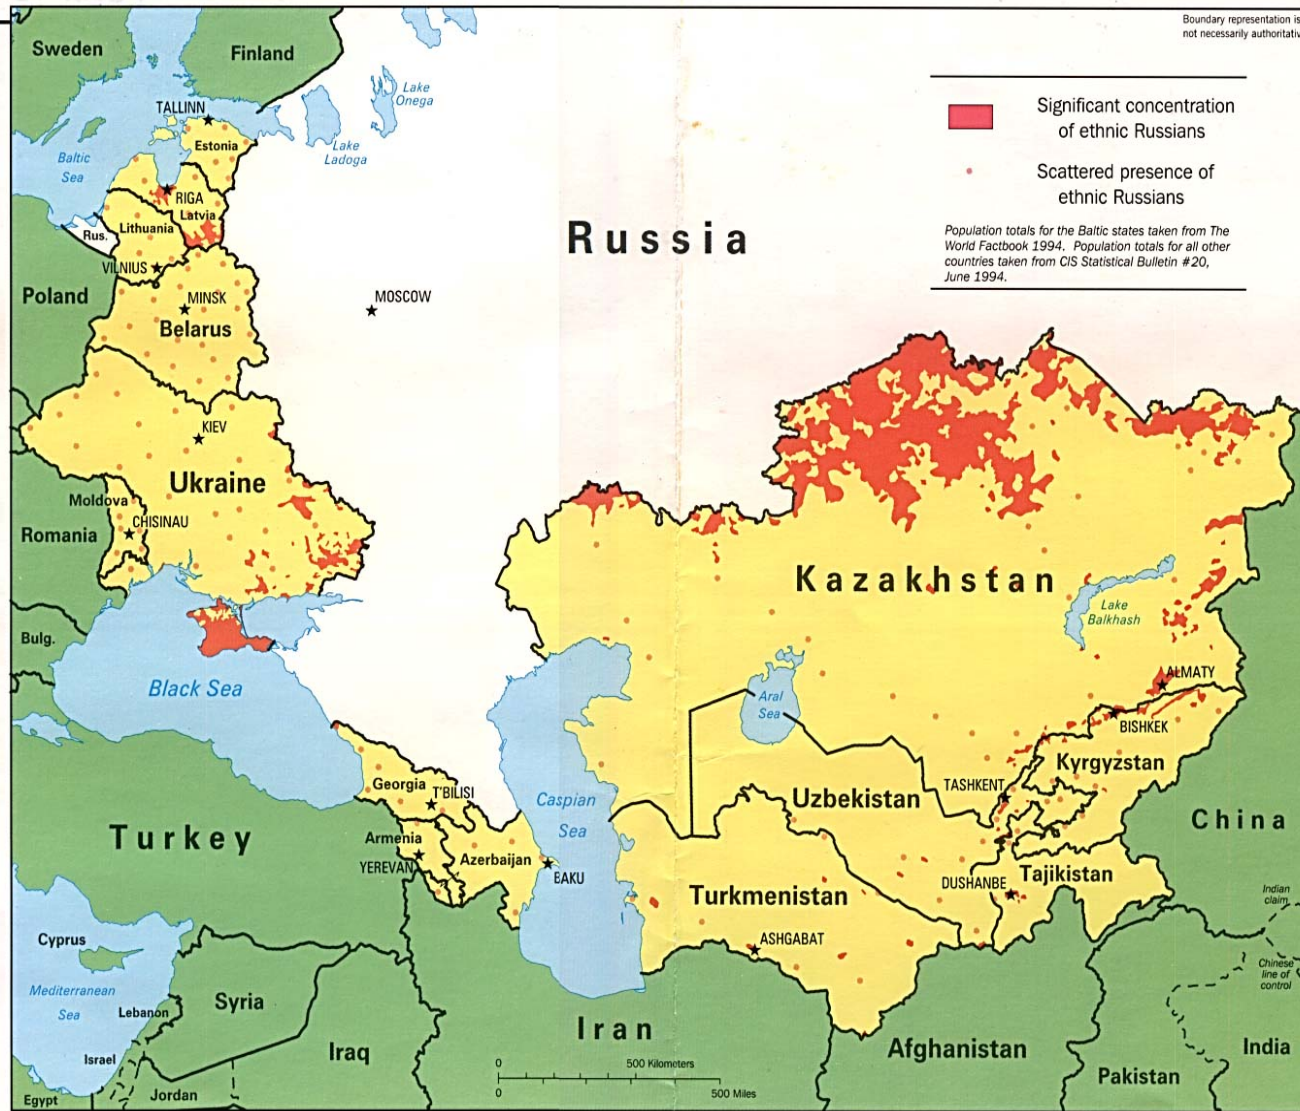 Boundary representation is
not necessarily authoritativ
Sweden
Finland
Lake
Onega
Significant concentration
of ethnic Russians
TALLINN
Lake
Ladoga
Estonia
Baltic
Sea
Scattered presence of
ethnic Russians
RIGA
Latvia
Lithuania
Rus.
Population totals for the Baltic states taken from The
World Factbook 1994. Population totals for all other
countries taken from CIS Statistical Bulletin #20,
June 1994.
Russia
VILNIUS
Poland
MINSK
MOSCOW
Belarus
KIEV
Ukraine
Moldova
CHISINAU
Romania
Kazakhstan
Lake
Balkhash
Bulg.
Black Sea
ALMATY
Aral
Sea
BISHKEK
Kyrgyzstan
Georgia
T'BILISI
TASHKENT
Caspian
Sea
Uzbekistan
China
Turkey
Armenia
YEREVAN
Azerbaijan
BAKU
DUSHANBE
Tajikistan
Turkmenistan
Indian
claim
ASHGABAT
Cyprus
Chinese
line of
control
Mediterranean
Sea
Lebanon
Syria
Iran
Afghanistan
India
Israel
Iraq
0
500 Kilometers
Pakistan
0
500 Miles
Jordan
Egypt